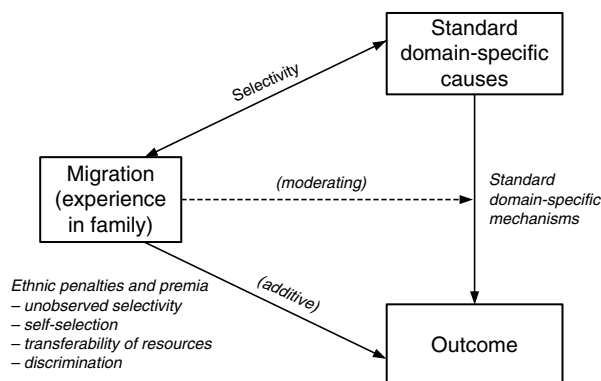 Standard
domain-specific
causes
Selectivity
Migration
(experience
in family)
(moderating)
Standard
domain-specific
mechanisms
Ethnic penalties and premia
– unobserved selectivity
– self-selection
– transferability of resources
– discrimination
(additive)
Outcome